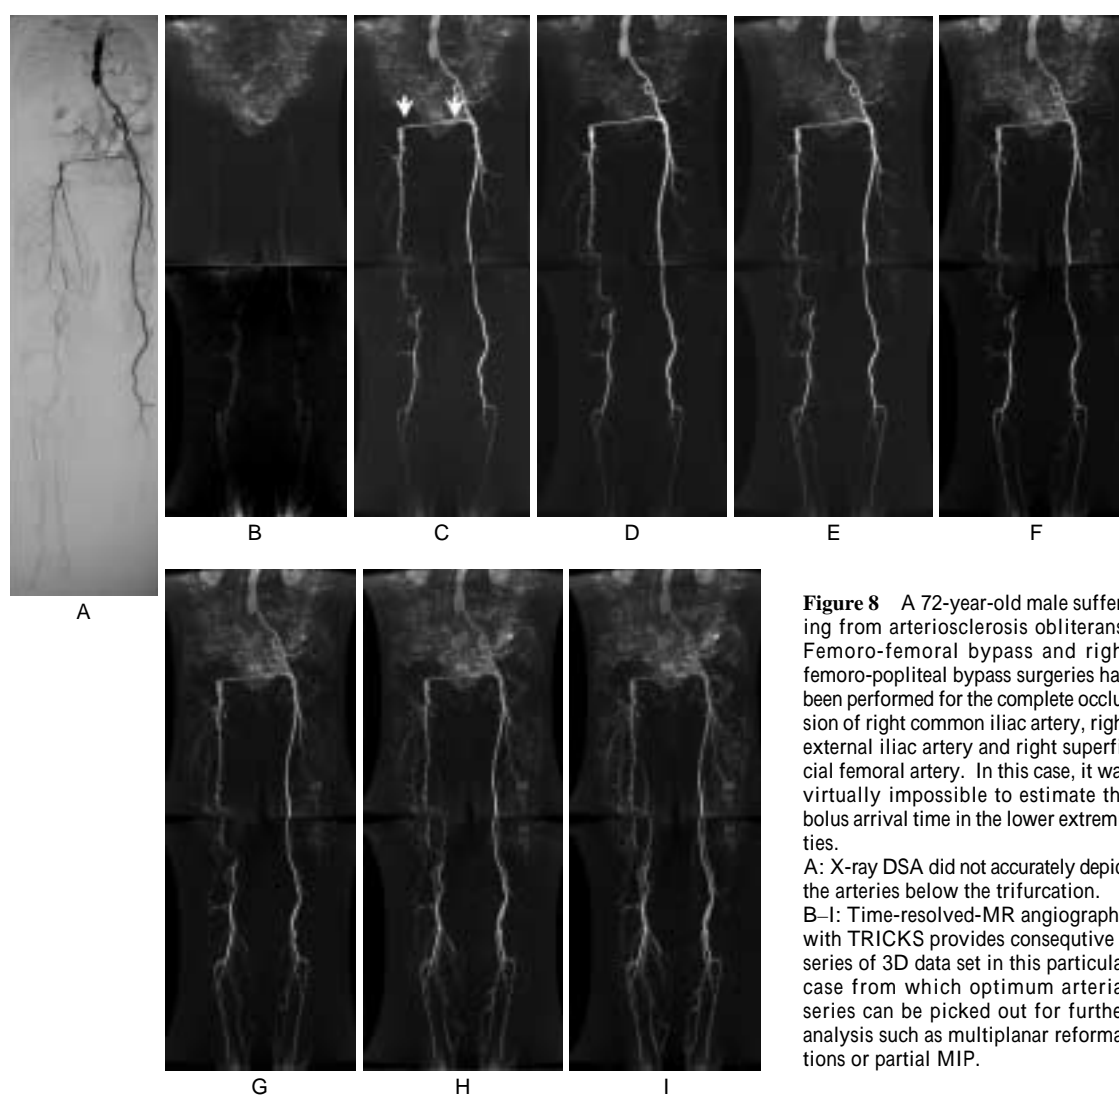 B
C
D
E
F
A
Figure 8 A 72-year-old male suffer
ing from arteriosclerosis obliterans
Femoro-femoral bypass and righ
femoro-popliteal bypass surgeries ha
been performed for the complete occlu
sion of right common iliac artery, righ
external iliac artery and right superfi
cial femoral artery. In this case, it wa
virtually impossible to estimate th
bolus arrival time in the lower extrem
ties.
A: X-ray DSA did not accurately depic
the arteries below the trifurcation.
B–I: Time-resolved-MR angiograph
with TRICKS provides consequtive
series of 3D data set in this particula
case from which optimum arteria
series can be picked out for furthe
analysis such as multiplanar reforma
tions or partial MIP.
G
H
I